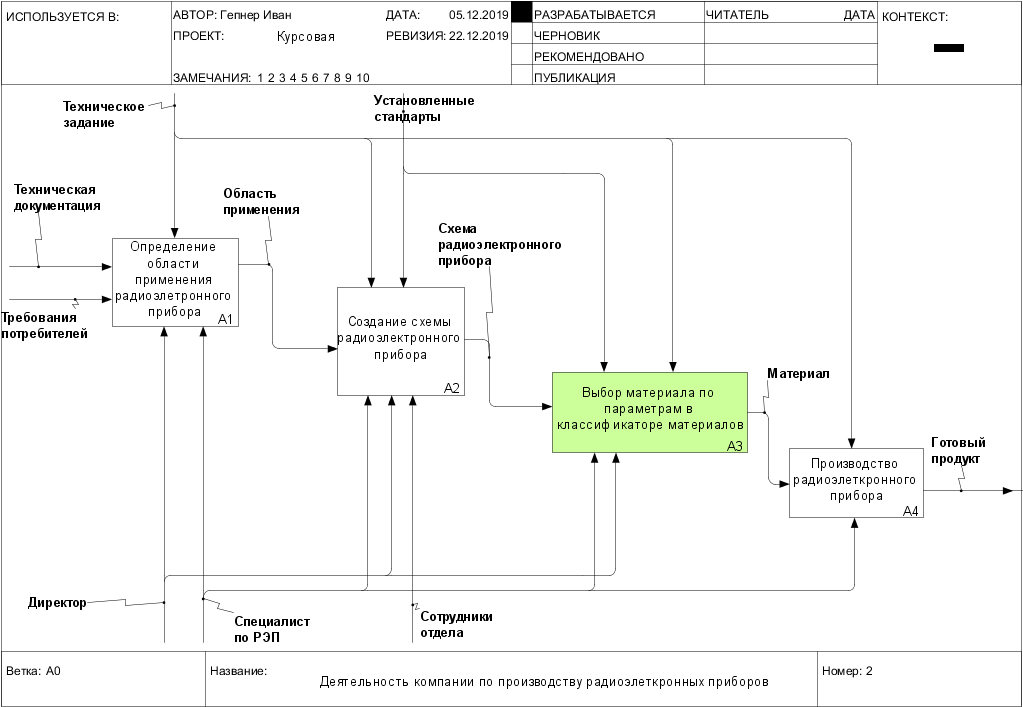 ИСПОЛЬЗУЕТСЯ В:
АВТОР: Гепнер Иван
ДАТА: 05.12.2019
РАЗРАБАТЫВАЕТСЯ
ЧИТАТЕЛЬ
ДАТА
КОНТЕКСТ:
ПРОЕКТ: Курсовая
РЕВИЗИЯ: 22.12.2019
ЧЕРНОВИК
РЕКОМЕНДОВАНО
ЗАМЕЧАНИЯ: 1 2 3 4 5 6 7 8 9 10
ПУБЛИКАЦИЯ
Техническое
задание
Установленные
стандарты
Техническая
документация
Область
применения
Схема
радиоэлектронного
прибора
Определение
области
применения
радиоэлетронного
прибора
A1
Требования
потребителей
Создание схемы
радиоэлектронного
прибора
A2
Выбор материала по
параметрам в
классификаторе материалов
A3
Материал
Производство
радиоэлеткронного
прибора
A4
Готовый
продукт
Директор
Специалист
по РЭП
Сотрудники
отдела
Ветка: A0
Название:
Деятельность компании по производству радиоэлеткронных приборов
Номер: 2